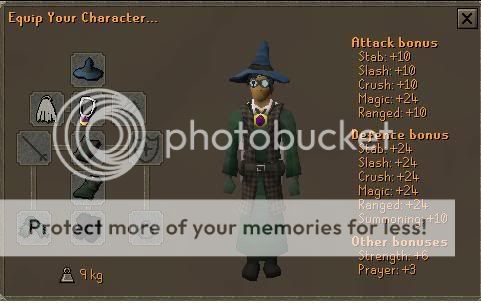 Equip Your Character...
Attack bonus
Stab: +10
Slash: +10
Crush: +10
Magic: +24
Ranged: +10
photobucket
Defence bonus
Stab: +24
Slash: +24
Crush: +24
Magic: +24
Ranged: +24
Summoning: +10
Protect more of your memories for less!
Other bonuses
Strength: +6
Prayer: +3
9 kg